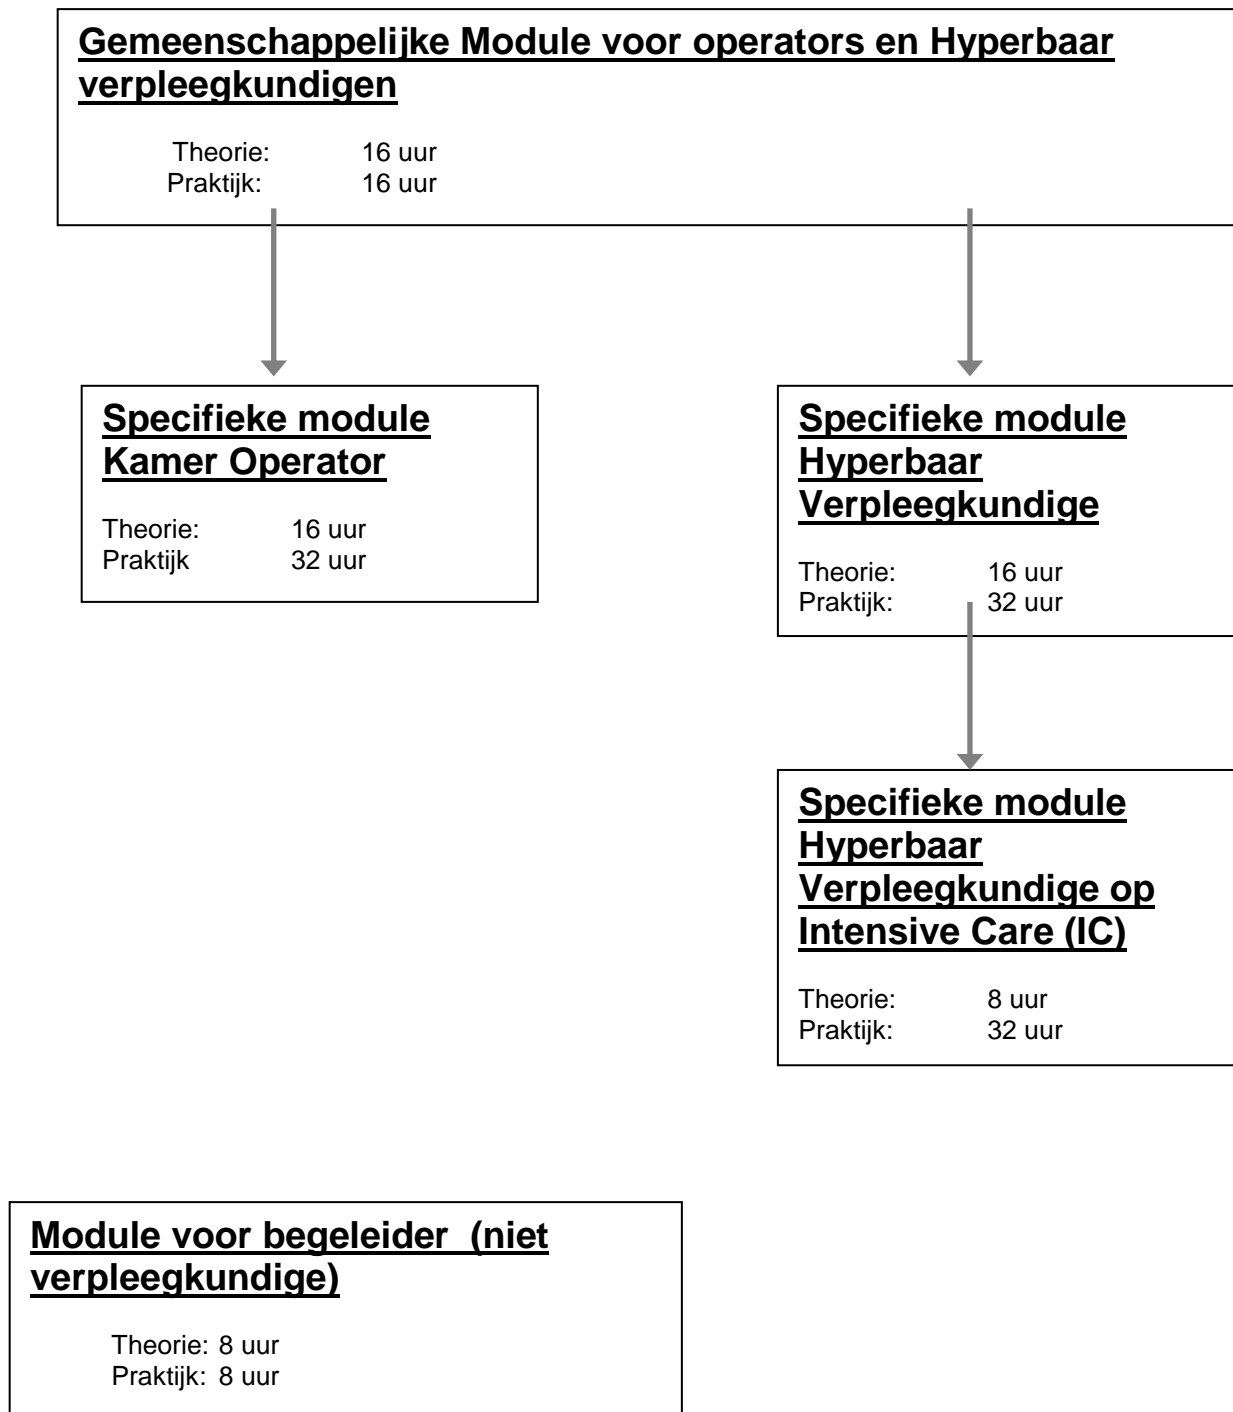 Gemeenschappelijke Module voor operators en Hyperbaar
verpleegkundigen
Theorie: 16 uur
Praktijk: 16 uur
Specifieke module
Kamer Operator
Theorie: 16 uur
Praktijk 32 uur
Specifieke module
Hyperbaar
Verpleegkundige
Theorie: 16 uur
Praktijk: 32 uur
Specifieke module
Hyperbaar
Verpleegkundige op
Intensive Care (IC)
Theorie: 8 uur
Praktijk: 32 uur
Module voor begeleider (niet
verpleegkundige)
Theorie: 8 uur
Praktijk: 8 uur